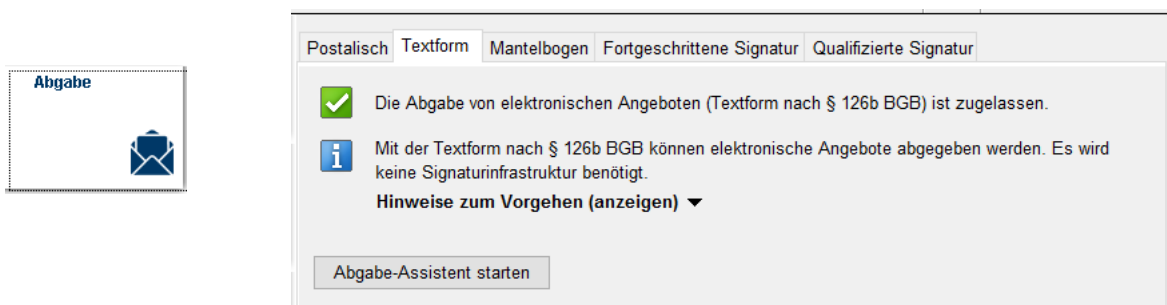 Abgabe
Postalisch Textform Mantelbogen Fortgeschrittene Signatur Qualifizierte Signatur
Die Abgabe von elektronischen Angeboten (Textform nach § 126b BGB) ist zugelassen.
Mit der Textform nach § 126b BGB können elektronische Angebote abgegeben werden. Es wird
keine Signaturinfrastruktur benötigt.
Hinweise zum Vorgehen (anzeigen)
Abgabe-Assistent starten